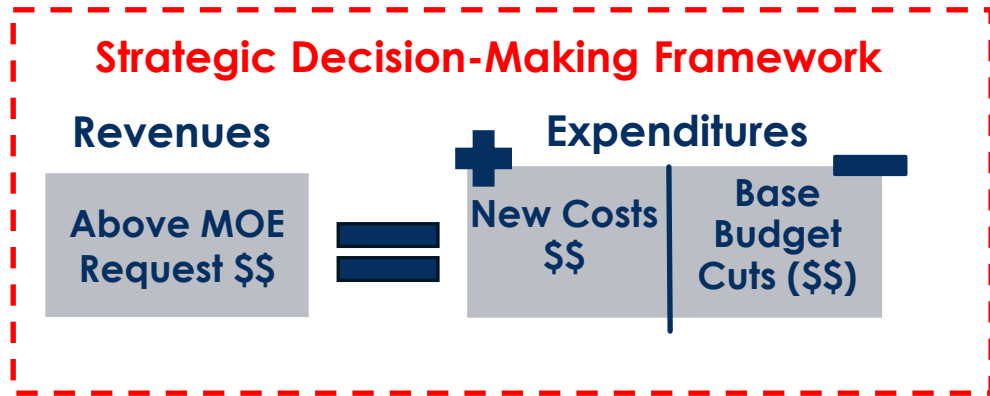 Strategic Decision-Making Framework
Revenues
Expenditures
Above MOE
Request $$
New Costs
$$
Base
Budget
Cuts ($$)